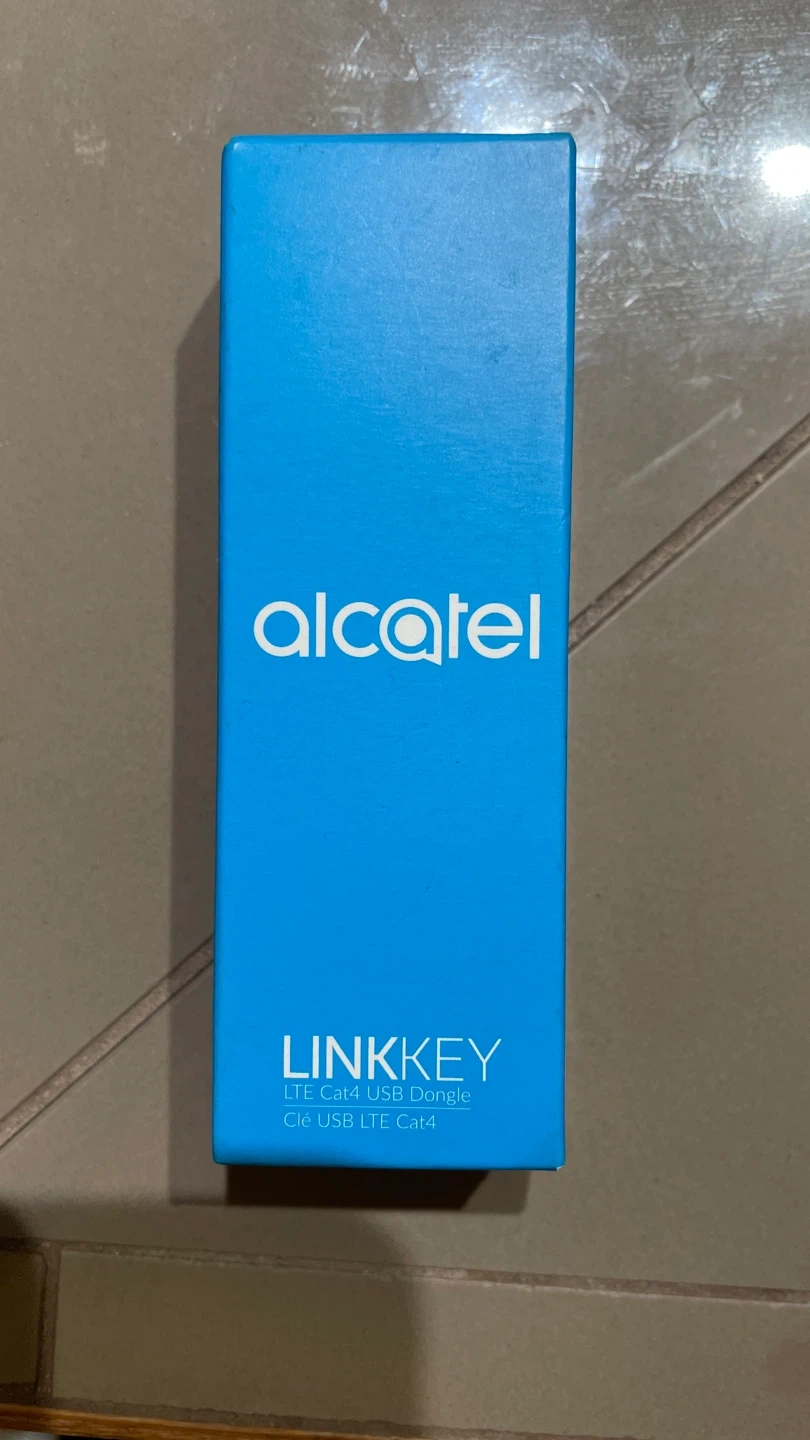 alcatel
LINKKEY
LTE Cat4 USB Dongle
Clé USB LTE Cat4